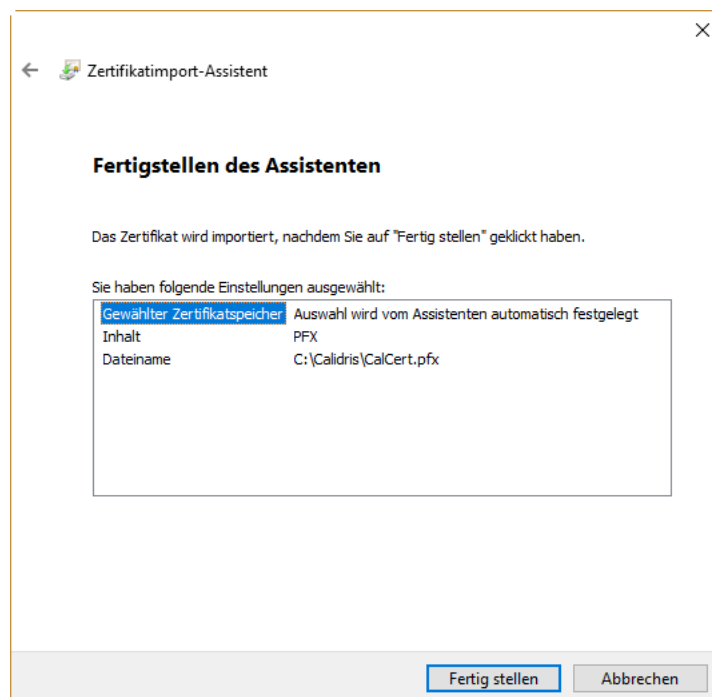 Zertifikatimport-Assistent
Fertigstellen des Assistenten
Das Zertifikat wird importiert, nachdem Sie auf "Fertig stellen" geklickt haben.
Sie haben folgende Einstellungen ausgewählt:
Gewählter Zertifikatspeicher Auswahl wird vom Assistenten automatisch festgelegt
Inhalt PFX
Dateiname C:\Calidris\CalCert.pfx
Fertig stellen Abbrechen